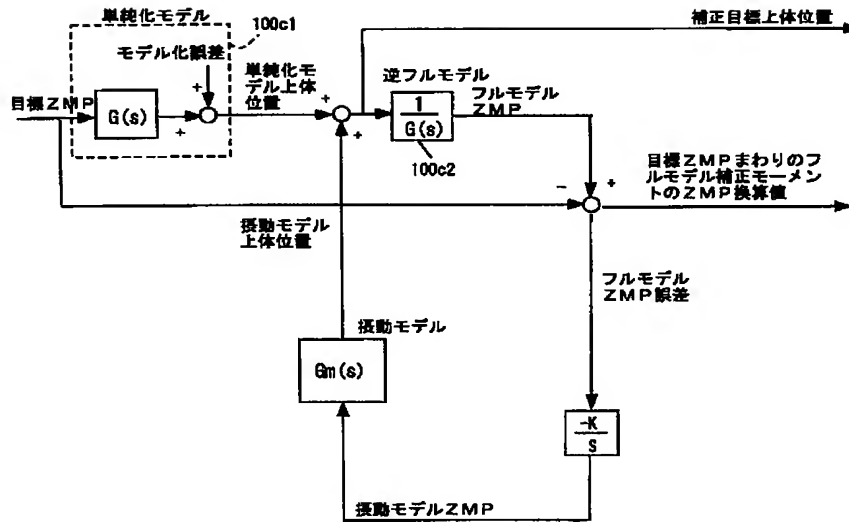 単純化モデル
100c1
補正目標上体位置
モデル化誤差
+
単純化モ
デル上体
位置
逆フルモデル
フルモデル
ZMP
目標ZMP
G(s)
+
+
+
1
G(s)
100c2
+
-
+
目標ZMPまわりのフ
ルモデル補正モーメン
トのZMP換算値
摂動モデル
上体位置
フルモデル
ZMP誤差
摂動モデル
Gm(s)
-K
S
摂動モデルZMP